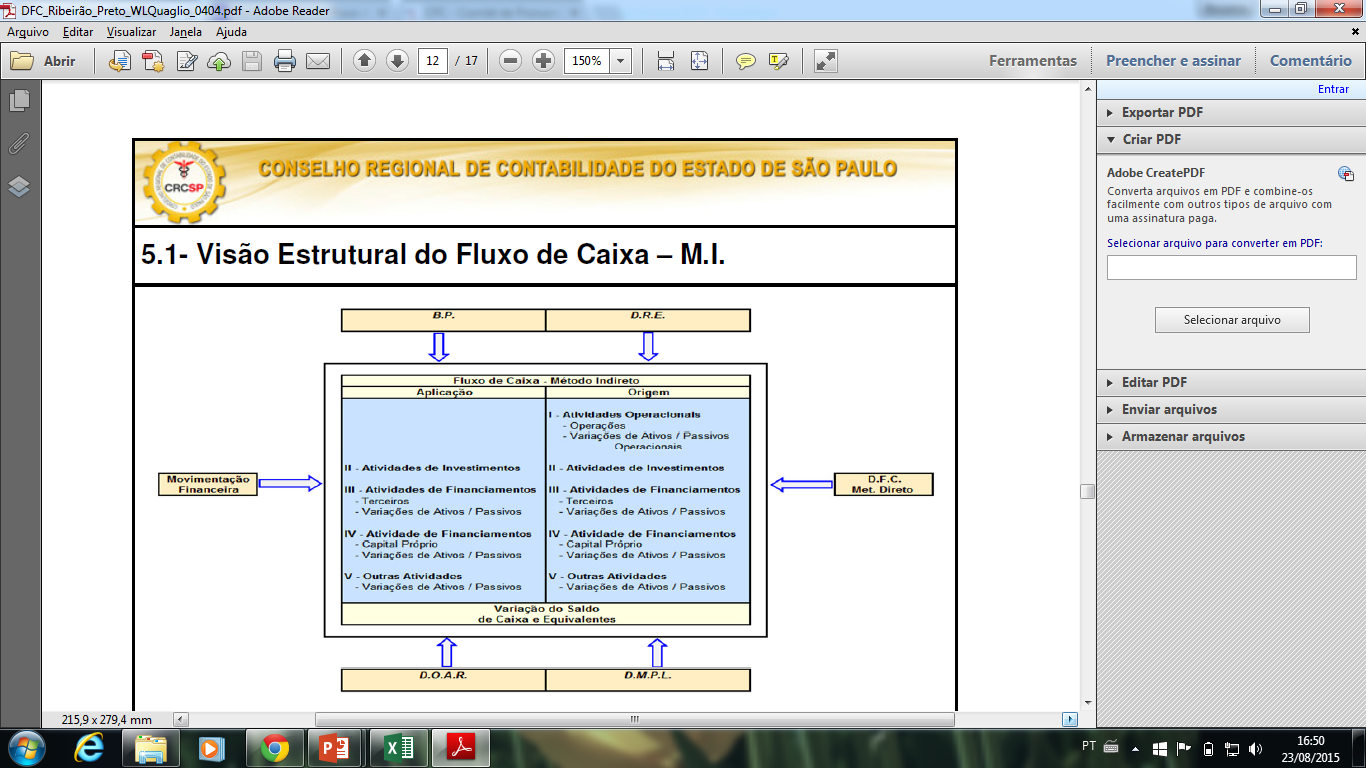 DFC_Ribeirão_Preto_WLQuaglio_0404.pdf - Adobe Reader
Arquivo Editar Visualizar Janela Ajuda
Abrir 12 / 17 150% Ferramentas Preencher e assinar Comentário
Entrar
Exportar PDF
Criar PDF
Adobe CreatePDF
Converta arquivos em PDF e combine-os
facilmente com outros tipos de arquivo com
uma assinatura paga.
Selecionar arquivo para converter em PDF:
Selecionar arquivo
Editar PDF
Enviar arquivos
Armazenar arquivos
CRCSP
CONSELHO REGIONAL DE CONTABILIDADE DO ESTADO DE SÃO PAULO
5.1- Visão Estrutural do Fluxo de Caixa – M.I.
B.P. D.R.E.
Fluxo de Caixa - Método Indireto
Aplicação Origem
I - Atividades Operacionais
- Operações
- Variações de Ativos / Passivos
Operacionais
II - Atividades de Investimentos II - Atividades de Investimentos
III - Atividades de Financiamentos III - Atividades de Financiamentos
- Terceiros - Terceiros
- Variações de Ativos / Passivos - Variações de Ativos / Passivos
IV - Atividade de Financiamentos IV - Atividade de Financiamentos
- Capital Próprio - Capital Próprio
- Variações de Ativos / Passivos - Variações de Ativos / Passivos
V - Outras Atividades V - Outras Atividades
- Variações de Ativos / Passivos - Variações de Ativos / Passivos
Variação do Saldo
de Caixa e Equivalentes
Movimentação
Financeira
D.F.C.
Met. Direto
D.O.A.R. D.M.P.L.
215,9 x 279,4 mm
PT 16:50
23/08/2015